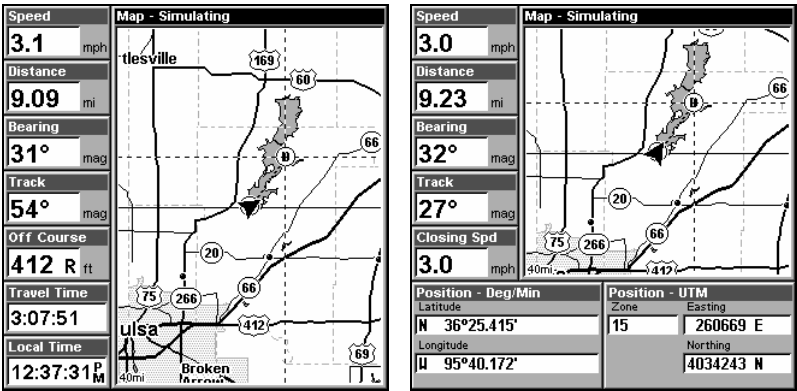 Speed
3.1 mph
Distance
9.09 mi
Bearing
31° mag
Track
54° mag
Off Course
412 R ft
Travel Time
3:07:51
Local Time
12:37:31 PM
Map - Simulating
tlesville
169
60
66
B
20
75
266
66
412
ulsa
69
Broken
Arrow
40mi
Speed
3.0 mph
Distance
9.23 mi
Bearing
32° mag
Track
27° mag
Closing Spd
3.0 mph
Map - Simulating
66
B
20
66
75
266
412
40mi
Position - Deg/Min
Latitude
N 36°25.415'
Longitude
W 95°40.172'
Position - UTM
Zone
15
Easting
260669 E
Northing
4034243 N